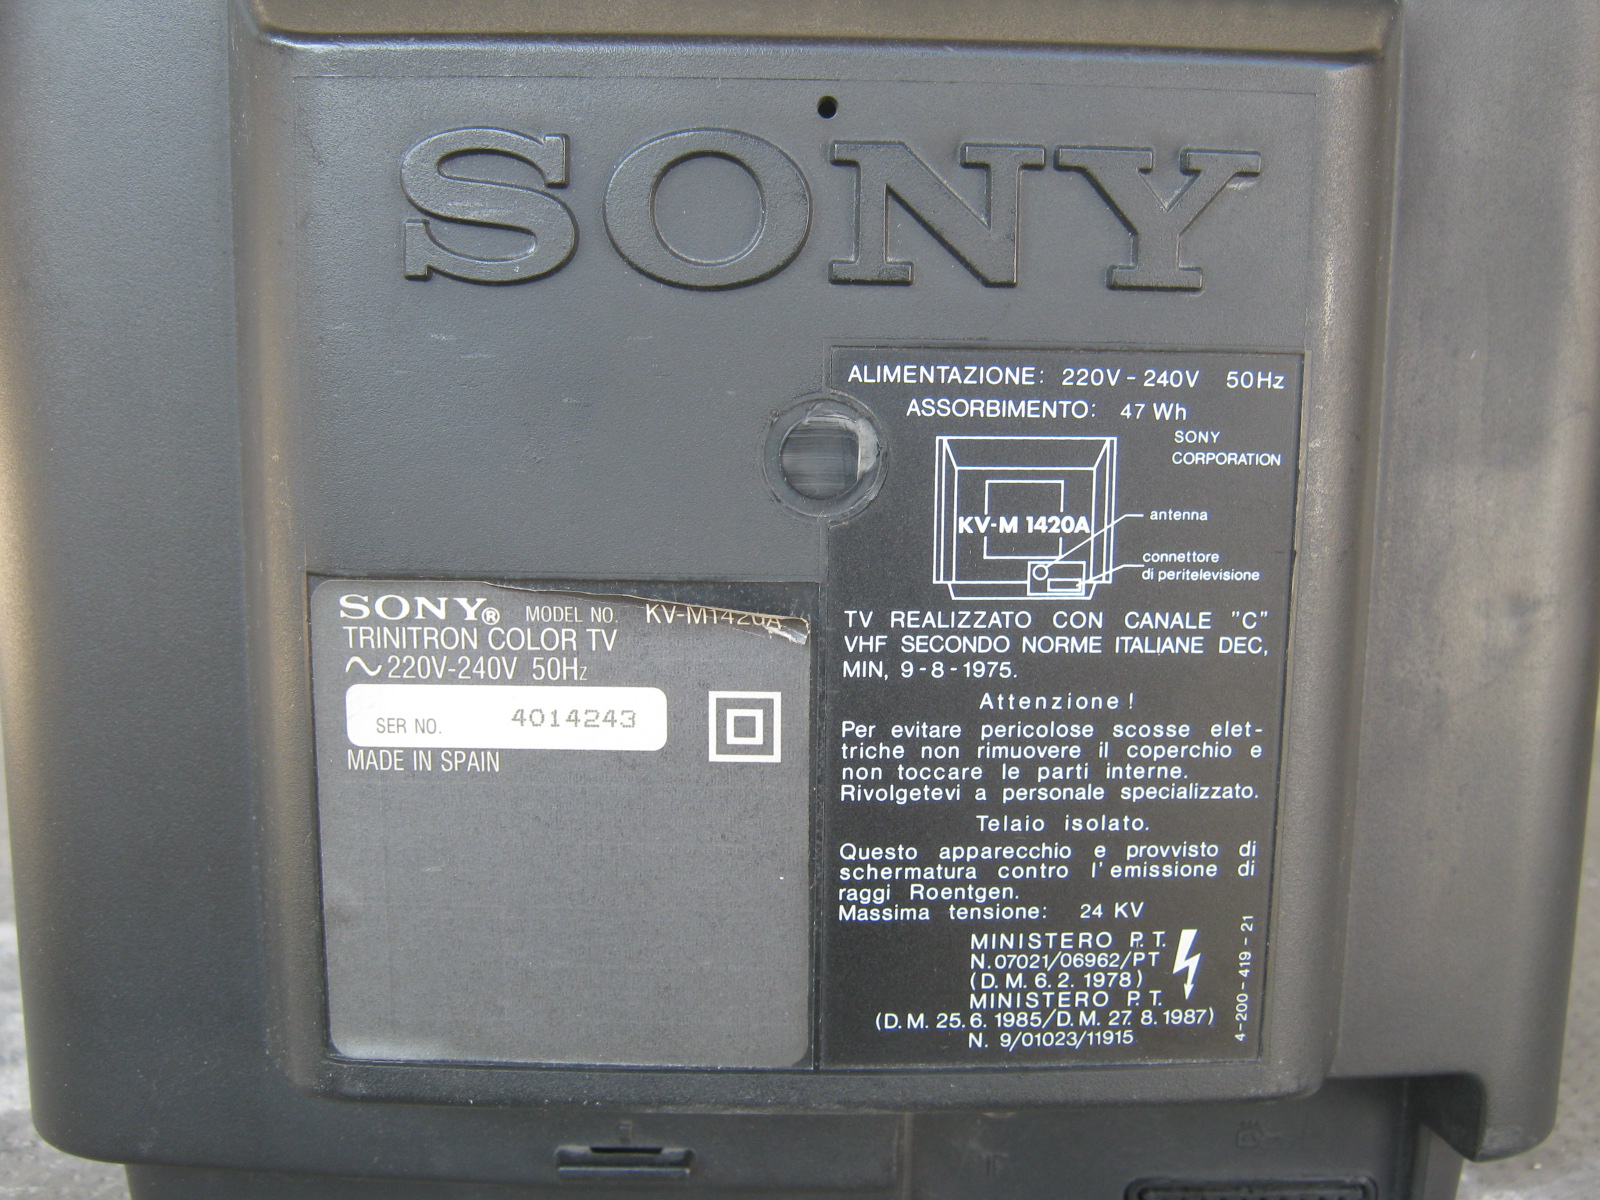 SONY
ALIMENTAZIONE: 220V - 240V 50Hz
ASSORBIMENTO: 47 Wh
SONY
CORPORATION
KV-M 1420A
antenna
connettore
di peritelevisione
TV REALIZZATO CON CANALE "C"
VHF SECONDO NORME ITALIANE DEC,
MIN, 9-8-1975.
Attenzione!
Per evitare pericolose scosse elet-
triche non rimuovere il coperchio e
non toccare le parti interne.
Rivolgetevi a personale specializzato.
Telaio isolato.
Questo apparecchio e provvisto di
schermatura contro l'emissione di
raggi Roentgen.
Massima tensione: 24 KV
MINISTERO P.T.
N.07021/06962/PT
(D.M. 6.2. 1978)
MINISTERO P.T.
(D.M. 25.6. 1985/D.M. 27.8.1987)
N. 9/01023/11915
4-200-419-21
SONY® MODEL NO. KV-M1420A
TRINITRON COLOR TV
~ 220V-240V 50Hz
SER NO. 4014243
MADE IN SPAIN